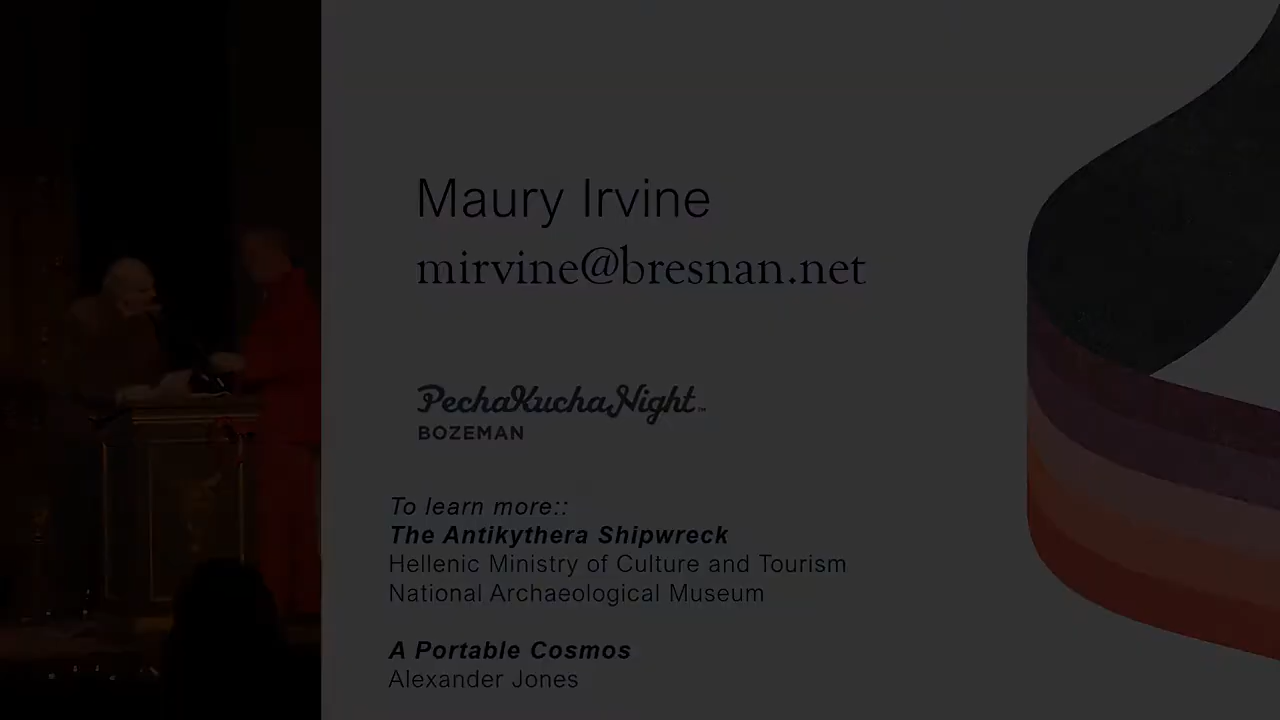 Maury Irvine
mirvine@bresnan.net
PechaKuchaNight™
BOZEMAN
To learn more::
The Antikythera Shipwreck
Hellenic Ministry of Culture and Tourism
National Archaeological Museum
A Portable Cosmos
Alexander Jones